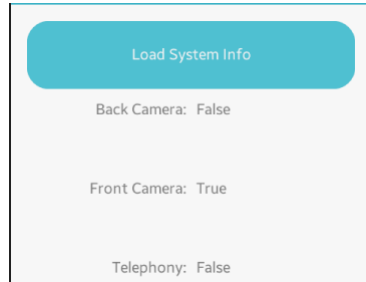 Load System Info
Back Camera: False
Front Camera: True
Telephony: False